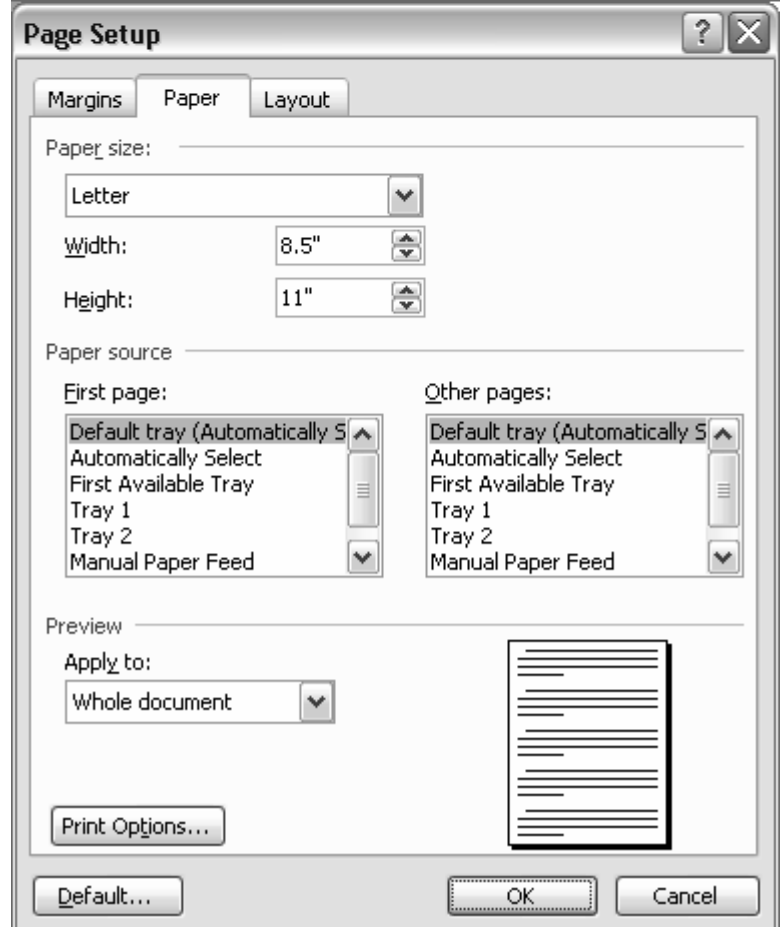 Page Setup
Margins Paper Layout
Paper size:
Letter
Width: 8.5"
Height: 11"
Paper source
First page: Other pages:
Default tray (Automatically S Default tray (Automatically S
Automatically Select Automatically Select
First Available Tray First Available Tray
Tray 1 Tray 1
Tray 2 Tray 2
Manual Paper Feed Manual Paper Feed
Preview
Apply to:
Whole document
Print Options...
Default... OK Cancel